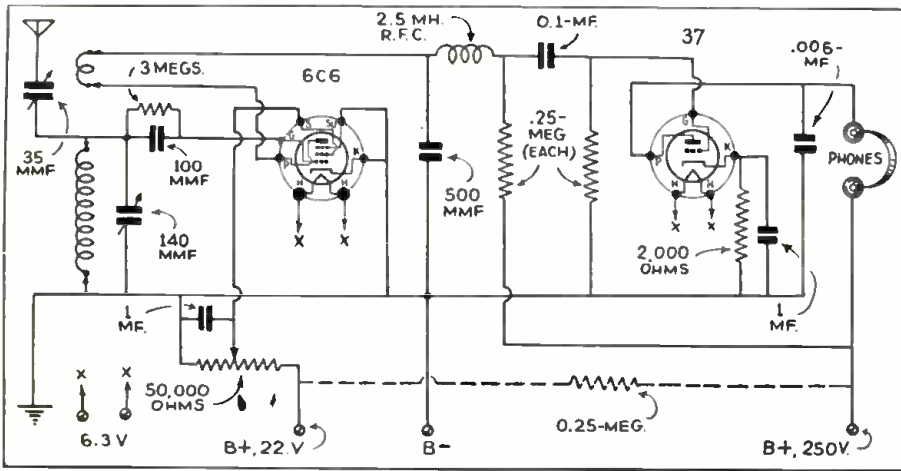 2.5 MH.
R.F.C.
0.1-MF.
37
.006-
MF.
3 MEGS.
6C6
35
MMF
100
MMF
140
MMF
G
P
S
SU
K
H
H
X
X
500
MMF
.25-
MEG
(EACH)
G
P
K
H
H
X
X
PHONES
2,000
OHMS
1
MF.
1
MF.
50,000
OHMS
X
X
6.3 V
B+, 22.V
B-
0.25-MEG.
B+, 250V.